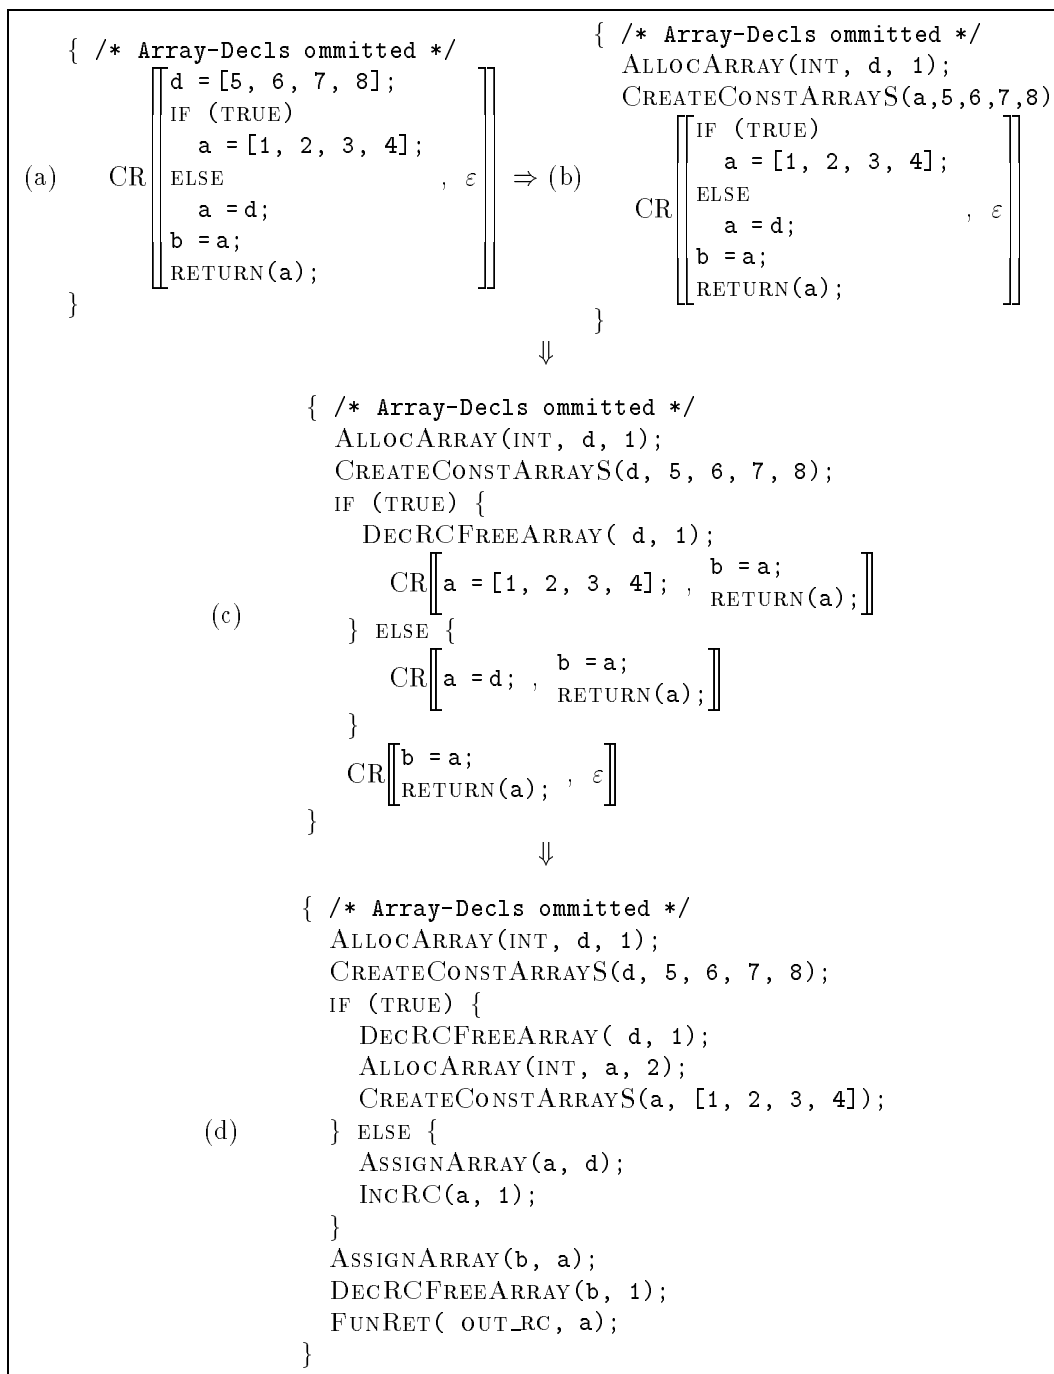 { /* Array-Decls ommitted */
d = [5, 6, 7, 8];
IF (TRUE)
a = [1, 2, 3, 4];
(a) CR ELSE , ε ⇒
a = d;
b = a;
RETURN(a);
}
{ /* Array-Decls ommitted */
ALLOCARRAY(INT, d, 1);
CREATECONSTARRAYS(a,5,6,7,8)
IF (TRUE)
a = [1, 2, 3, 4];
(b) CR ELSE , ε
a = d;
b = a;
RETURN(a);
}
⇓
{ /* Array-Decls ommitted */
ALLOCARRAY(INT, d, 1);
CREATECONSTARRAYS(d, 5, 6, 7, 8);
IF (TRUE) {
DECRCFREEARRAY( d, 1);
CR⟦a = [1, 2, 3, 4]; , b = a; RETURN(a);⟧
(c) } ELSE {
CR⟦a = d; , b = a; RETURN(a);⟧
}
CR⟦b = a; RETURN(a); , ε⟧
}
⇓
{ /* Array-Decls ommitted */
ALLOCARRAY(INT, d, 1);
CREATECONSTARRAYS(d, 5, 6, 7, 8);
IF (TRUE) {
DECRCFREEARRAY( d, 1);
ALLOCARRAY(INT, a, 2);
CREATECONSTARRAYS(a, [1, 2, 3, 4]);
(d) } ELSE {
ASSIGNARRAY(a, d);
INCRC(a, 1);
}
ASSIGNARRAY(b, a);
DECRCFREEARRAY(b, 1);
FUNRET( OUT_RC, a);
}